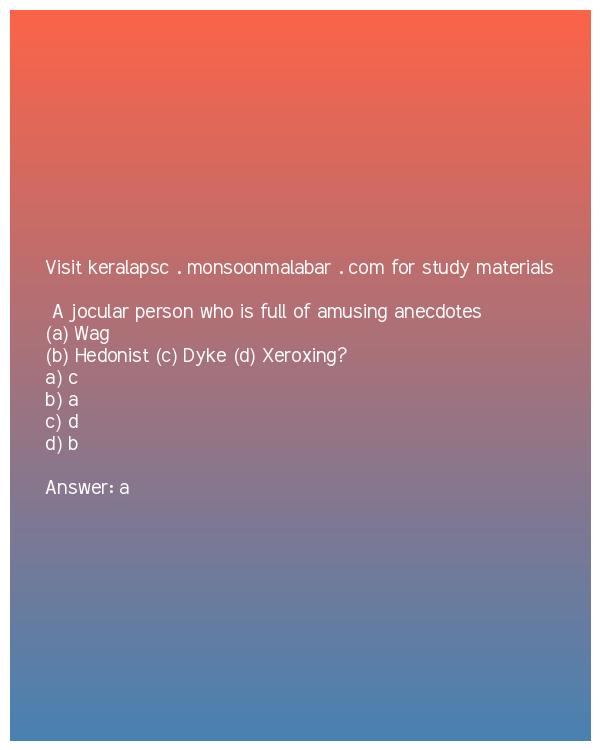 Visit keralapsc . monsoonmalabar . com for study materials
A jocular person who is full of amusing anecdotes
(a) Wag
(b) Hedonist (c) Dyke (d) Xeroxing?
a) c
b) a
c) d
d) b
Answer: a